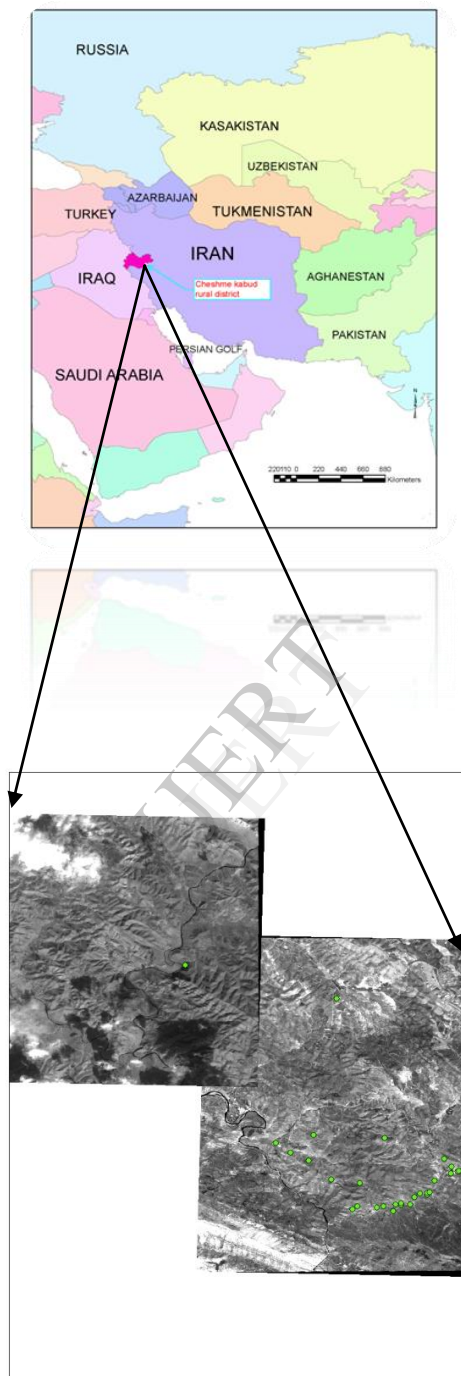 RUSSIA
KASAKISTAN
UZBEKISTAN
AZARBAIJAN
TURKEY
TUKMENISTAN
IRAN
IRAQ
Cheshme kabud
rural district
AGHANESTAN
PAKISTAN
PERSIAN GOLF
SAUDI ARABIA
N
220110 0 220 440 660 880
Kilometers
IJERT